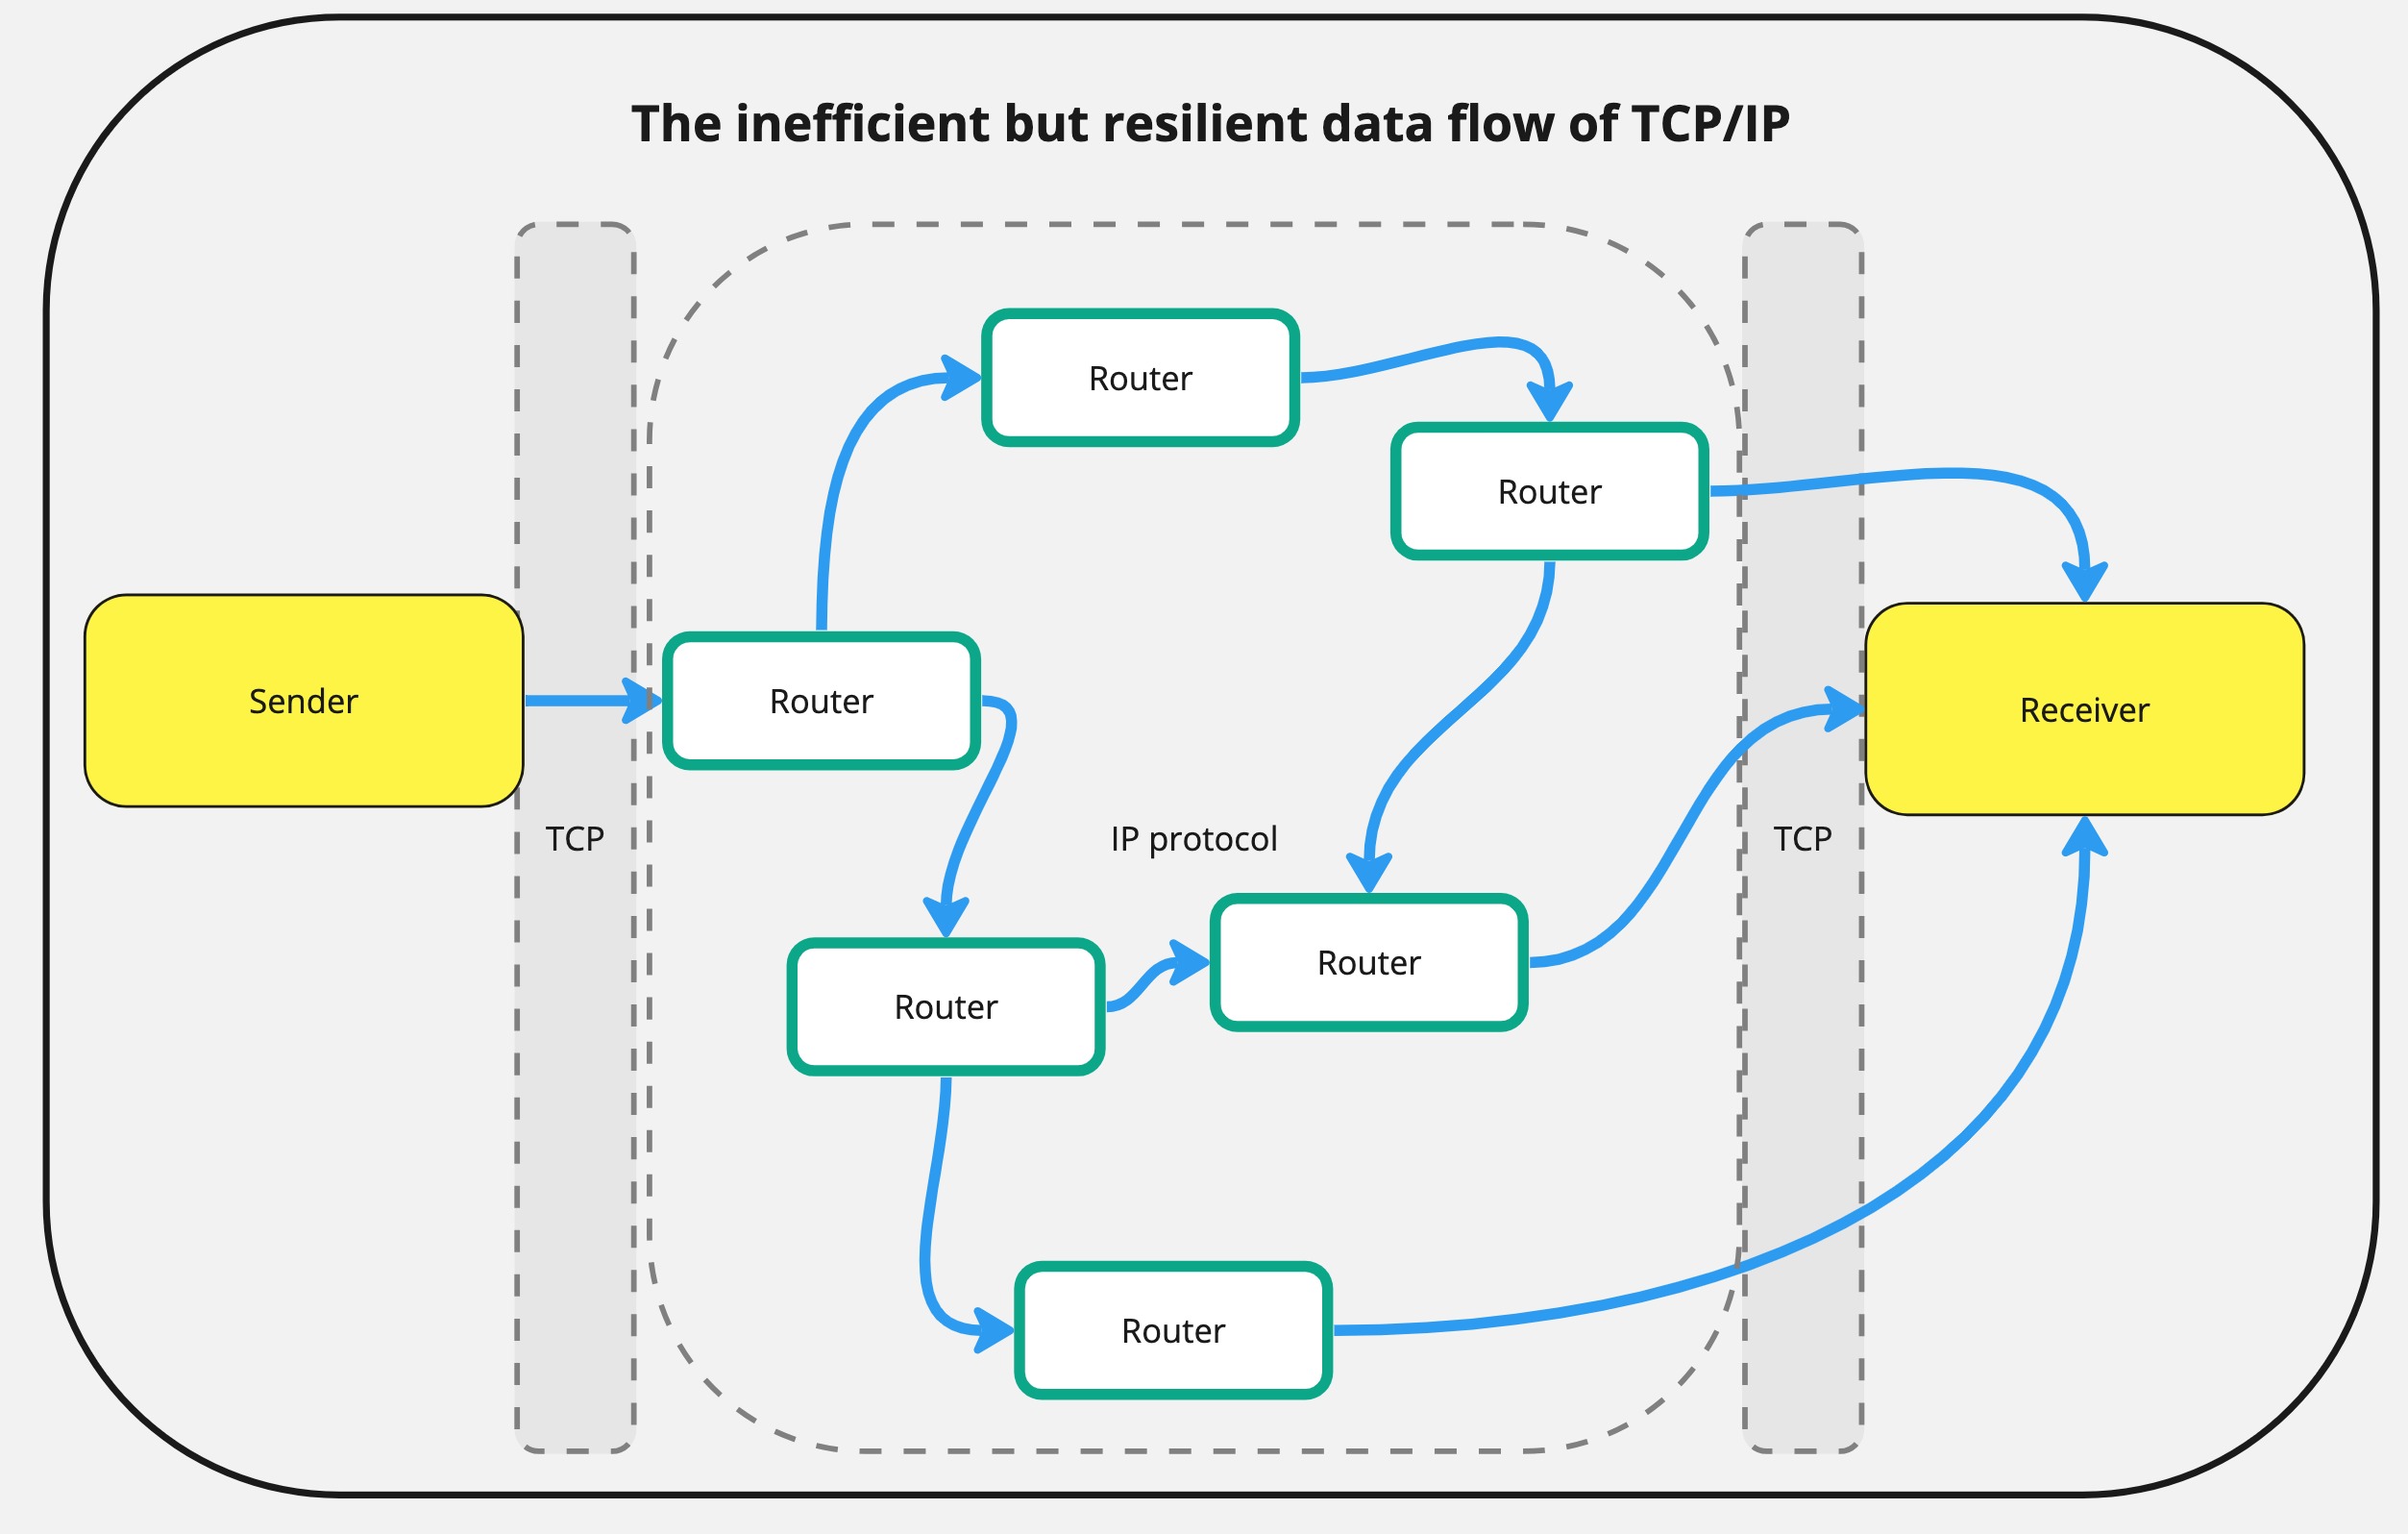 The inefficient but resilient data flow of TCP/IP
Router
Router
Sender
Router
Receiver
TCP
IP protocol
TCP
Router
Router
Router